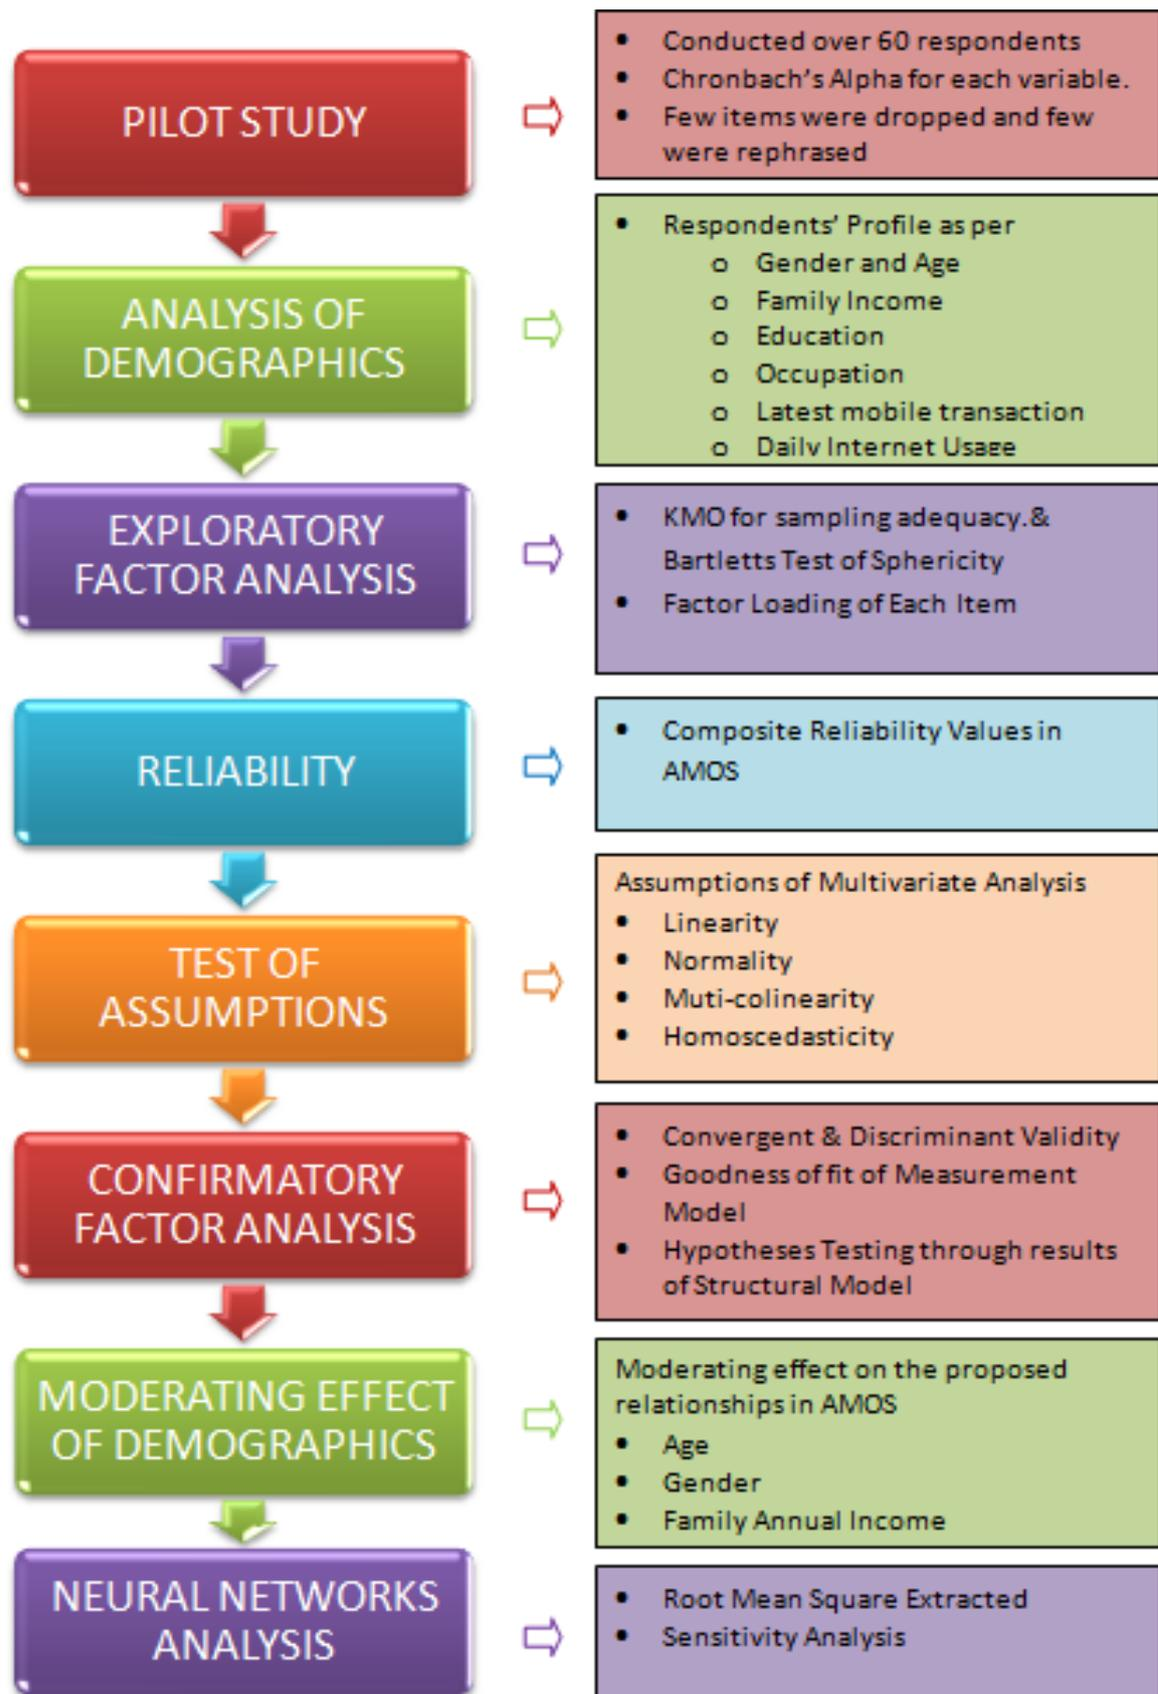 PILOT STUDY
• Conducted over 60 respondents
• Chronbach's Alpha for each variable.
• Few items were dropped and few
were rephrased
ANALYSIS OF
DEMOGRAPHICS
• Respondents' Profile as per
o Gender and Age
o Family Income
o Education
o Occupation
o Latest mobile transaction
o Daily Internet Usage
EXPLORATORY
FACTOR ANALYSIS
• KMO for sampling adequacy.&
Bartletts Test of Sphericity
• Factor Loading of Each Item
RELIABILITY
• Composite Reliability Values in
AMOS
TEST OF
ASSUMPTIONS
Assumptions of Multivariate Analysis
• Linearity
• Normality
• Muti-colinearity
• Homoscedasticity
CONFIRMATORY
FACTOR ANALYSIS
• Convergent & Discriminant Validity
• Goodness of fit of Measurement
Model
• Hypotheses Testing through results
of Structural Model
MODERATING EFFECT
OF DEMOGRAPHICS
Moderating effect on the proposed
relationships in AMOS
• Age
• Gender
• Family Annual Income
NEURAL NETWORKS
ANALYSIS
• Root Mean Square Extracted
• Sensitivity Analysis